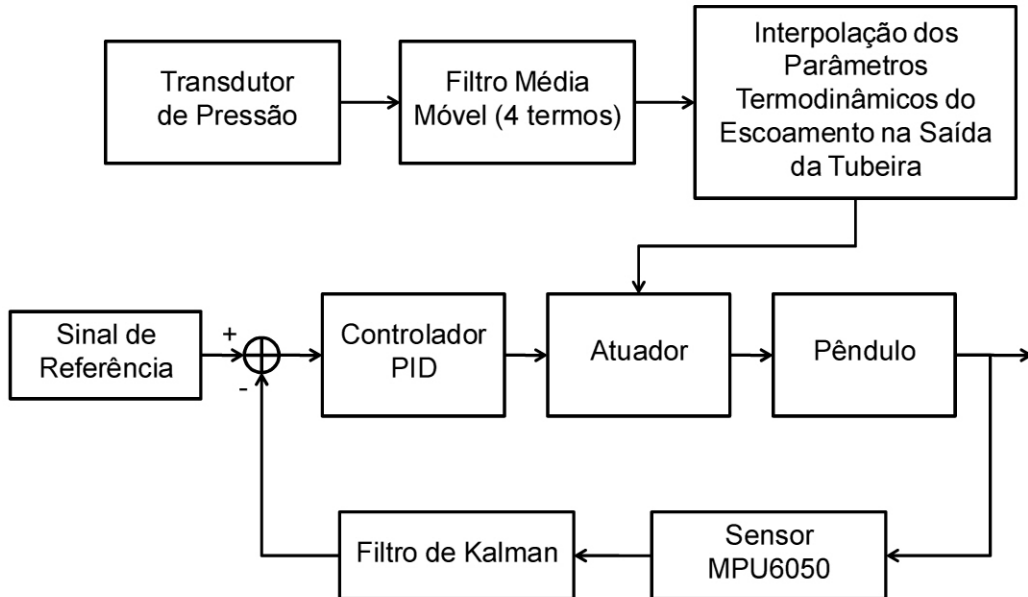 Transdutor
de Pressão
Filtro Média
Móvel (4 termos)
Interpolação dos
Parâmetros
Termodinâmicos do
Escoamento na Saída
da Tubeira
Sinal de
Referência
+
-
Controlador
PID
Atuador
Pêndulo
Filtro de Kalman
Sensor
MPU6050